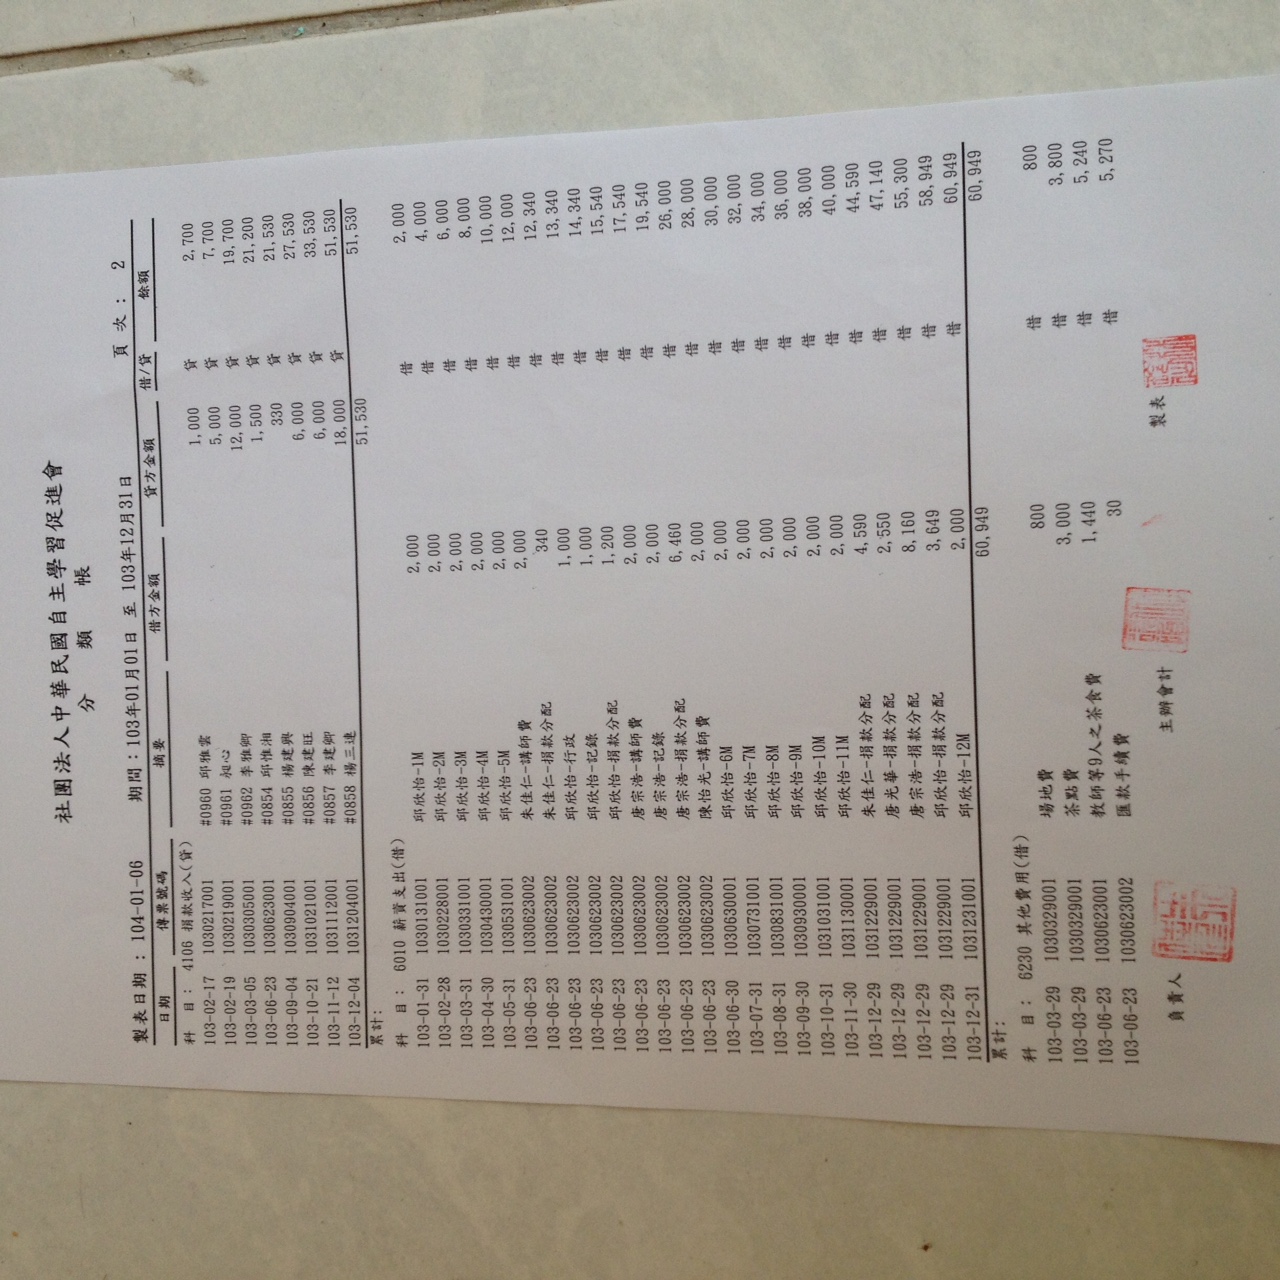 社團法人中華民國自主學習促進會
分 類 帳
製表日期 : 104-01-06 期間:103年01月01日 至 103年12月31日 頁 次 : 2
日期 傳票號碼 摘要 借方金額 貸方金額 借/貸 餘額
科 目: 4106 捐款收入(貸)
103-02-17 1030217001 #0960 邱雅雲 1,000 貸 2,700
103-02-19 1030219001 #0961 昶心 5,000 貸 7,700
103-03-05 1030305001 #0962 李雅卿 12,000 貸 19,700
103-06-23 1030623001 #0854 邱惟湘 1,500 貸 21,200
103-09-04 1030904001 #0855 楊建興 330 貸 21,530
103-10-21 1031021001 #0856 陳建旺 6,000 貸 27,530
103-11-12 1031112001 #0857 李建卿 6,000 貸 33,530
103-12-04 1031204001 #0858 楊三連 18,000 貸 51,530
累計: 51,530 51,530
科 目: 6010 薪資支出(借)
103-01-31 1030131001 邱欣怡-1M 2,000 借 2,000
103-02-28 1030228001 邱欣怡-2M 2,000 借 4,000
103-03-31 1030331001 邱欣怡-3M 2,000 借 6,000
103-04-30 1030430001 邱欣怡-4M 2,000 借 8,000
103-05-31 1030531001 邱欣怡-5M 2,000 借 10,000
103-06-23 1030623002 朱佳仁-講師費 2,000 借 12,000
103-06-23 1030623002 朱佳仁-捐款分配 340 借 12,340
103-06-23 1030623002 邱欣怡-行政 1,000 借 13,340
103-06-23 1030623002 邱欣怡-記錄 1,000 借 14,340
103-06-23 1030623002 邱欣怡-捐款分配 1,200 借 15,540
103-06-23 1030623002 唐宗浩-講師費 2,000 借 17,540
103-06-23 1030623002 唐宗浩-記錄 2,000 借 19,540
103-06-23 1030623002 唐宗浩-捐款分配 6,460 借 26,000
103-06-23 1030623002 陳怡光-講師費 2,000 借 28,000
103-06-30 1030630001 邱欣怡-6M 2,000 借 30,000
103-07-31 1030731001 邱欣怡-7M 2,000 借 32,000
103-08-31 1030831001 邱欣怡-8M 2,000 借 34,000
103-09-30 1030930001 邱欣怡-9M 2,000 借 36,000
103-10-31 1031031001 邱欣怡-10M 2,000 借 38,000
103-11-30 1031130001 邱欣怡-11M 2,000 借 40,000
103-12-29 1031229001 朱佳仁-捐款分配 4,590 借 44,590
103-12-29 1031229001 唐光華-捐款分配 2,550 借 47,140
103-12-29 1031229001 唐宗浩-捐款分配 8,160 借 55,300
103-12-29 1031229001 邱欣怡-捐款分配 3,649 借 58,949
103-12-31 1031231001 邱欣怡-12M 2,000 借 60,949
累計: 60,949 60,949
科 目: 6230 其他費用(借)
103-03-29 1030329001 場地費 800 借 800
103-03-29 1030329001 茶點費 3,000 借 3,800
103-06-23 1030623001 教師等9人之茶食費 1,440 借 5,240
103-06-23 1030623002 匯款手續費 30 借 5,270
負責人 主辦會計 製表